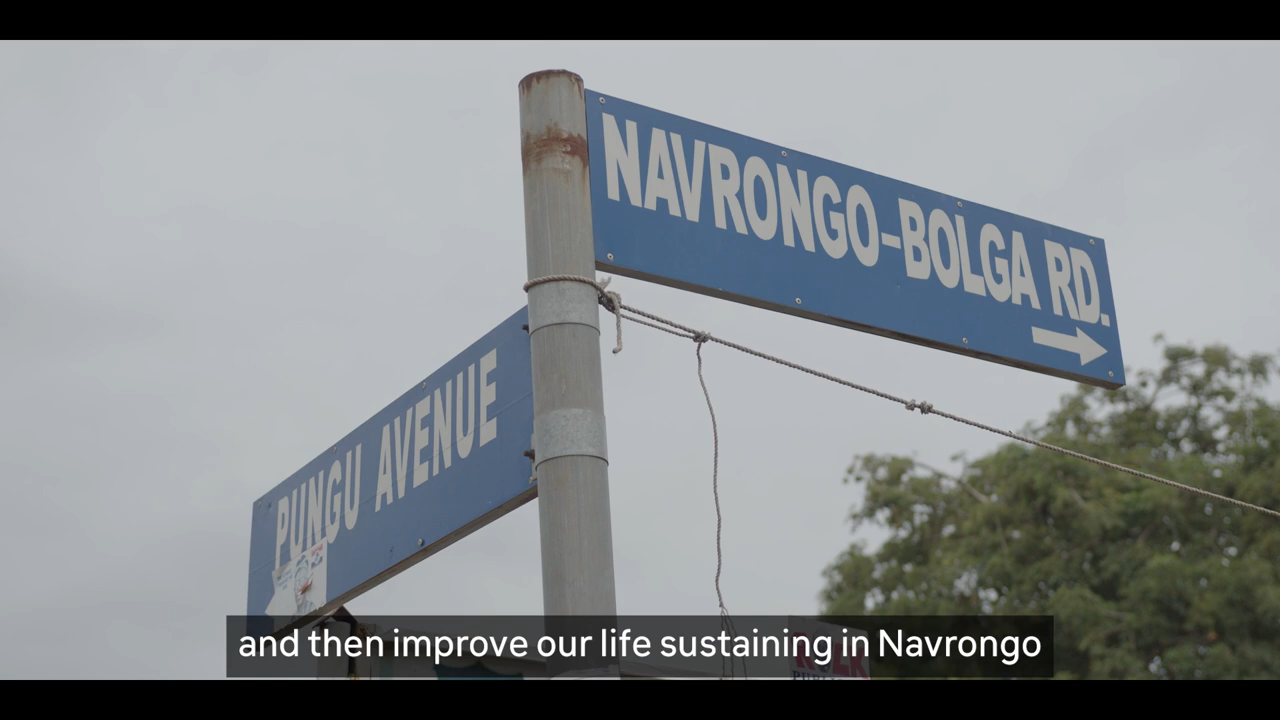 NAVRONGO-BOLGA RD.
PUNGU AVENUE
and then improve our life sustaining in Navrongo